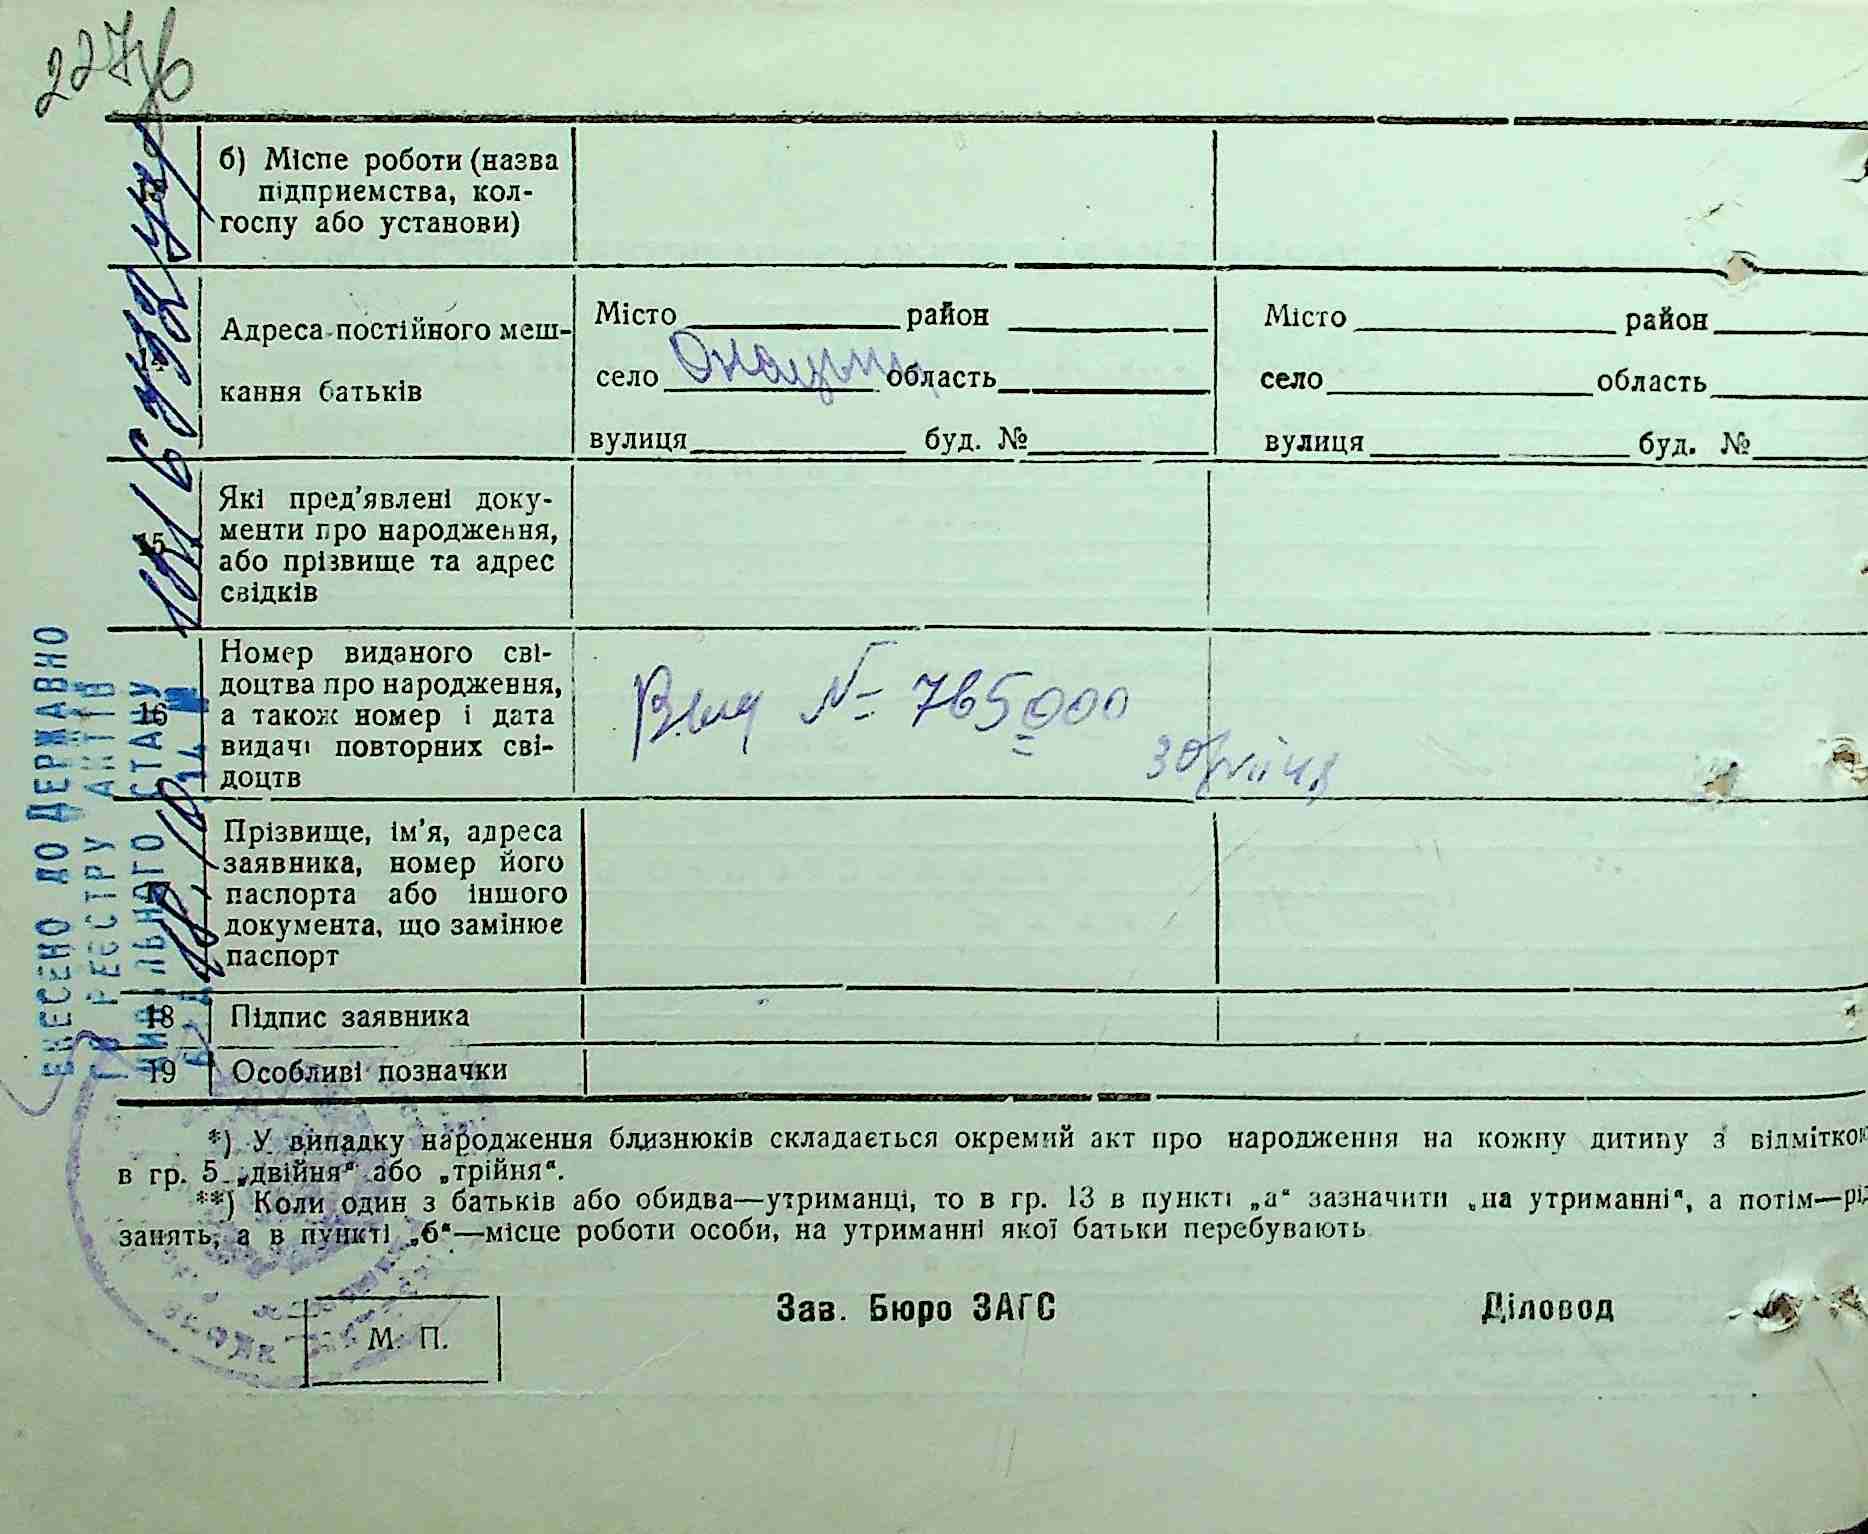 227
б) Місце роботи (назва
підприемства, кол-
госпу або установи)
Адреса постійного меш-
кання батьків
Місто район
село область
вулиця буд. №
Місто район
село область
вулиця буд. №
15
Які пред'явлені доку-
менти про народження,
або прізвище та адрес
свідків
16
Номер виданого сві-
доцтва про народження,
а також номер і дата
видачі повторних сві-
доцтв
№ 765000
17
Прізвище, ім'я, адреса
заявника, номер його
паспорта або іншого
документа, що замінює
паспорт
18 Підпис заявника
19 Особливі позначки
ВНЕСЕНО ДО ДЕРЖАВНО
ГО РЕЄСТРУ АКТІВ
ЦИВІЛЬНОГО СТАНУ
*) У випадку народження близнюків складається окремий акт про народження на кожну дитину з відміткою
в гр. 5 „двійня" або „трійня".
**) Коли один з батьків або обидва—утриманці, то в гр. 13 в пункті „а" зазначити „на утриманні", а потім—рід
занять, а в пункті „б"—місце роботи особи, на утриманні якої батьки перебувають
М. П.
Зав. Бюро ЗАГС
Діловод